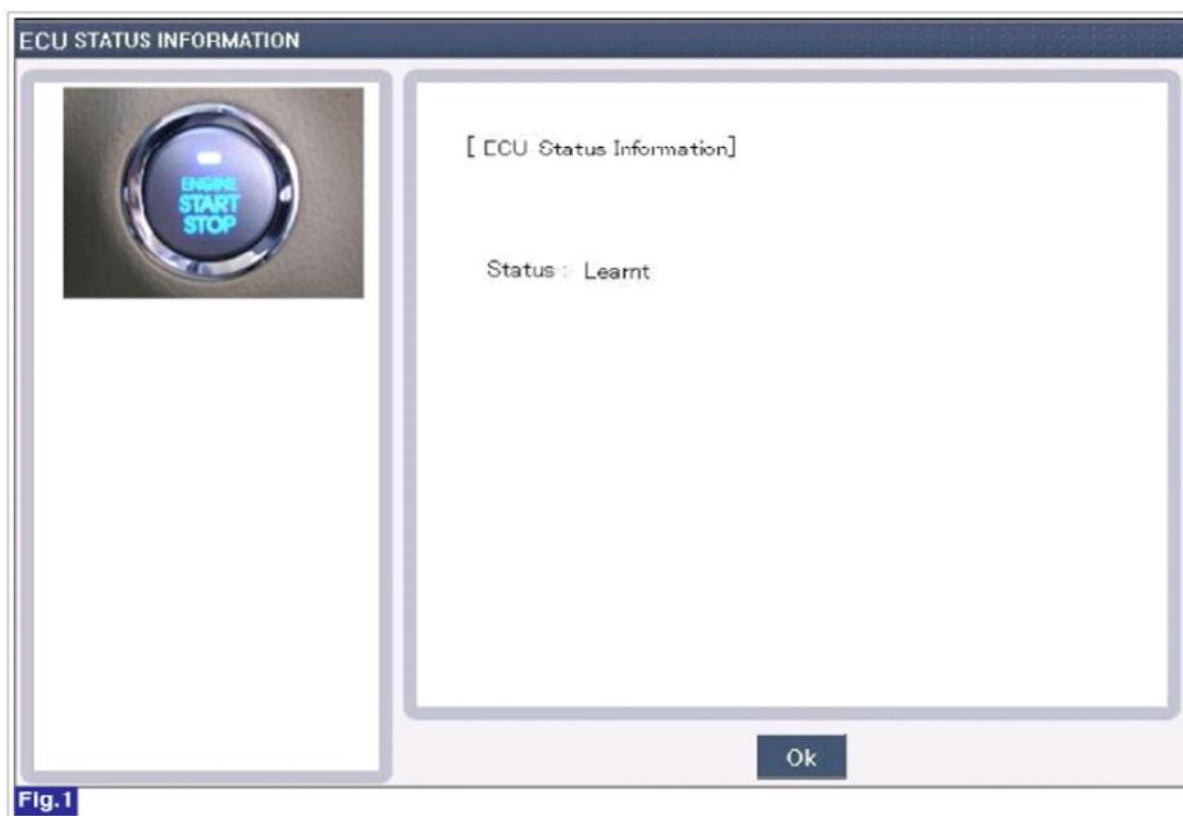 ECU STATUS INFORMATION
ENGINE
START
STOP
[ ECU Status Information]
Status : Learnt
Ok
Fig.1